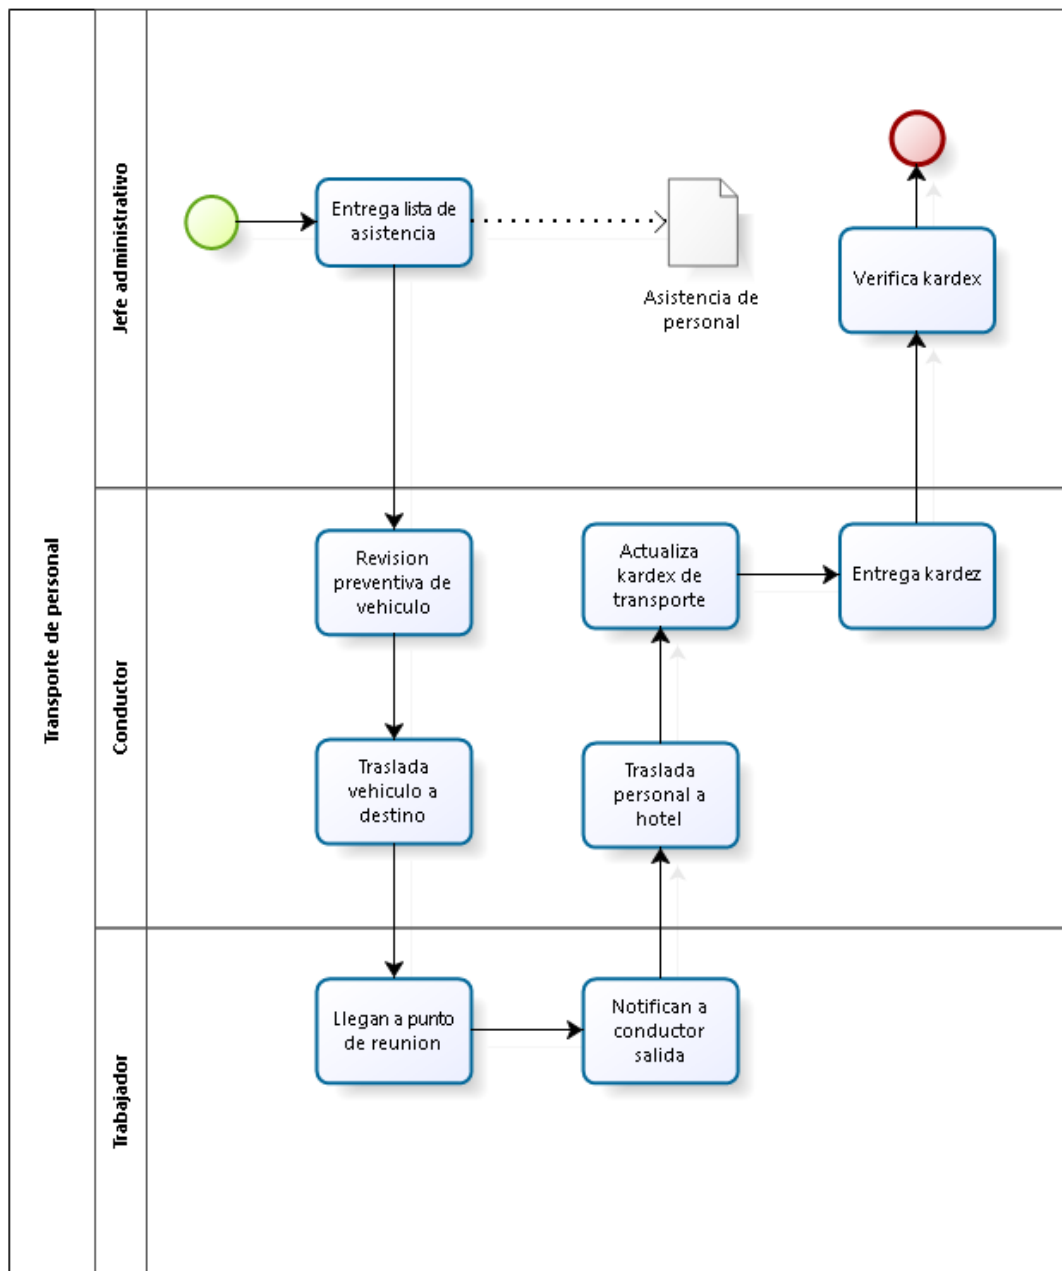 Transporte de personal
Jefe administrativo
Entrega lista de
asistencia
Asistencia de
personal
Verifica kardex
Conductor
Revision
preventiva de
vehiculo
Actualiza
kardex de
transporte
Entrega kardez
Traslada
vehiculo a
destino
Traslada
personal a
hotel
Trabajador
Llegan a punto
de reunion
Notifican a
conductor
salida